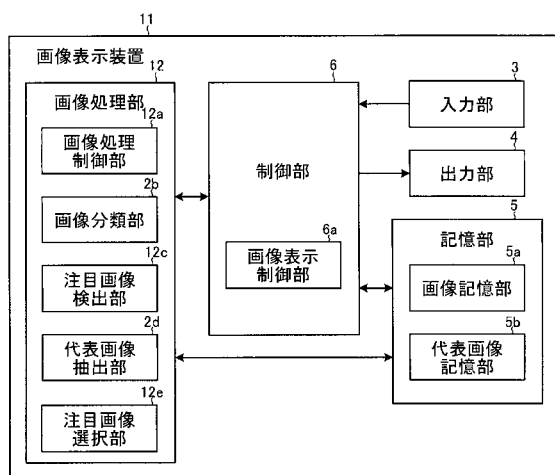 11
画像表示装置
12
画像処理部
12a
画像処理
制御部
2b
画像分類部
12c
注目画像
検出部
2d
代表画像
抽出部
12e
注目画像
選択部
6
制御部
6a
画像表示
制御部
3
入力部
4
出力部
5
記憶部
5a
画像記憶部
5b
代表画像
記憶部